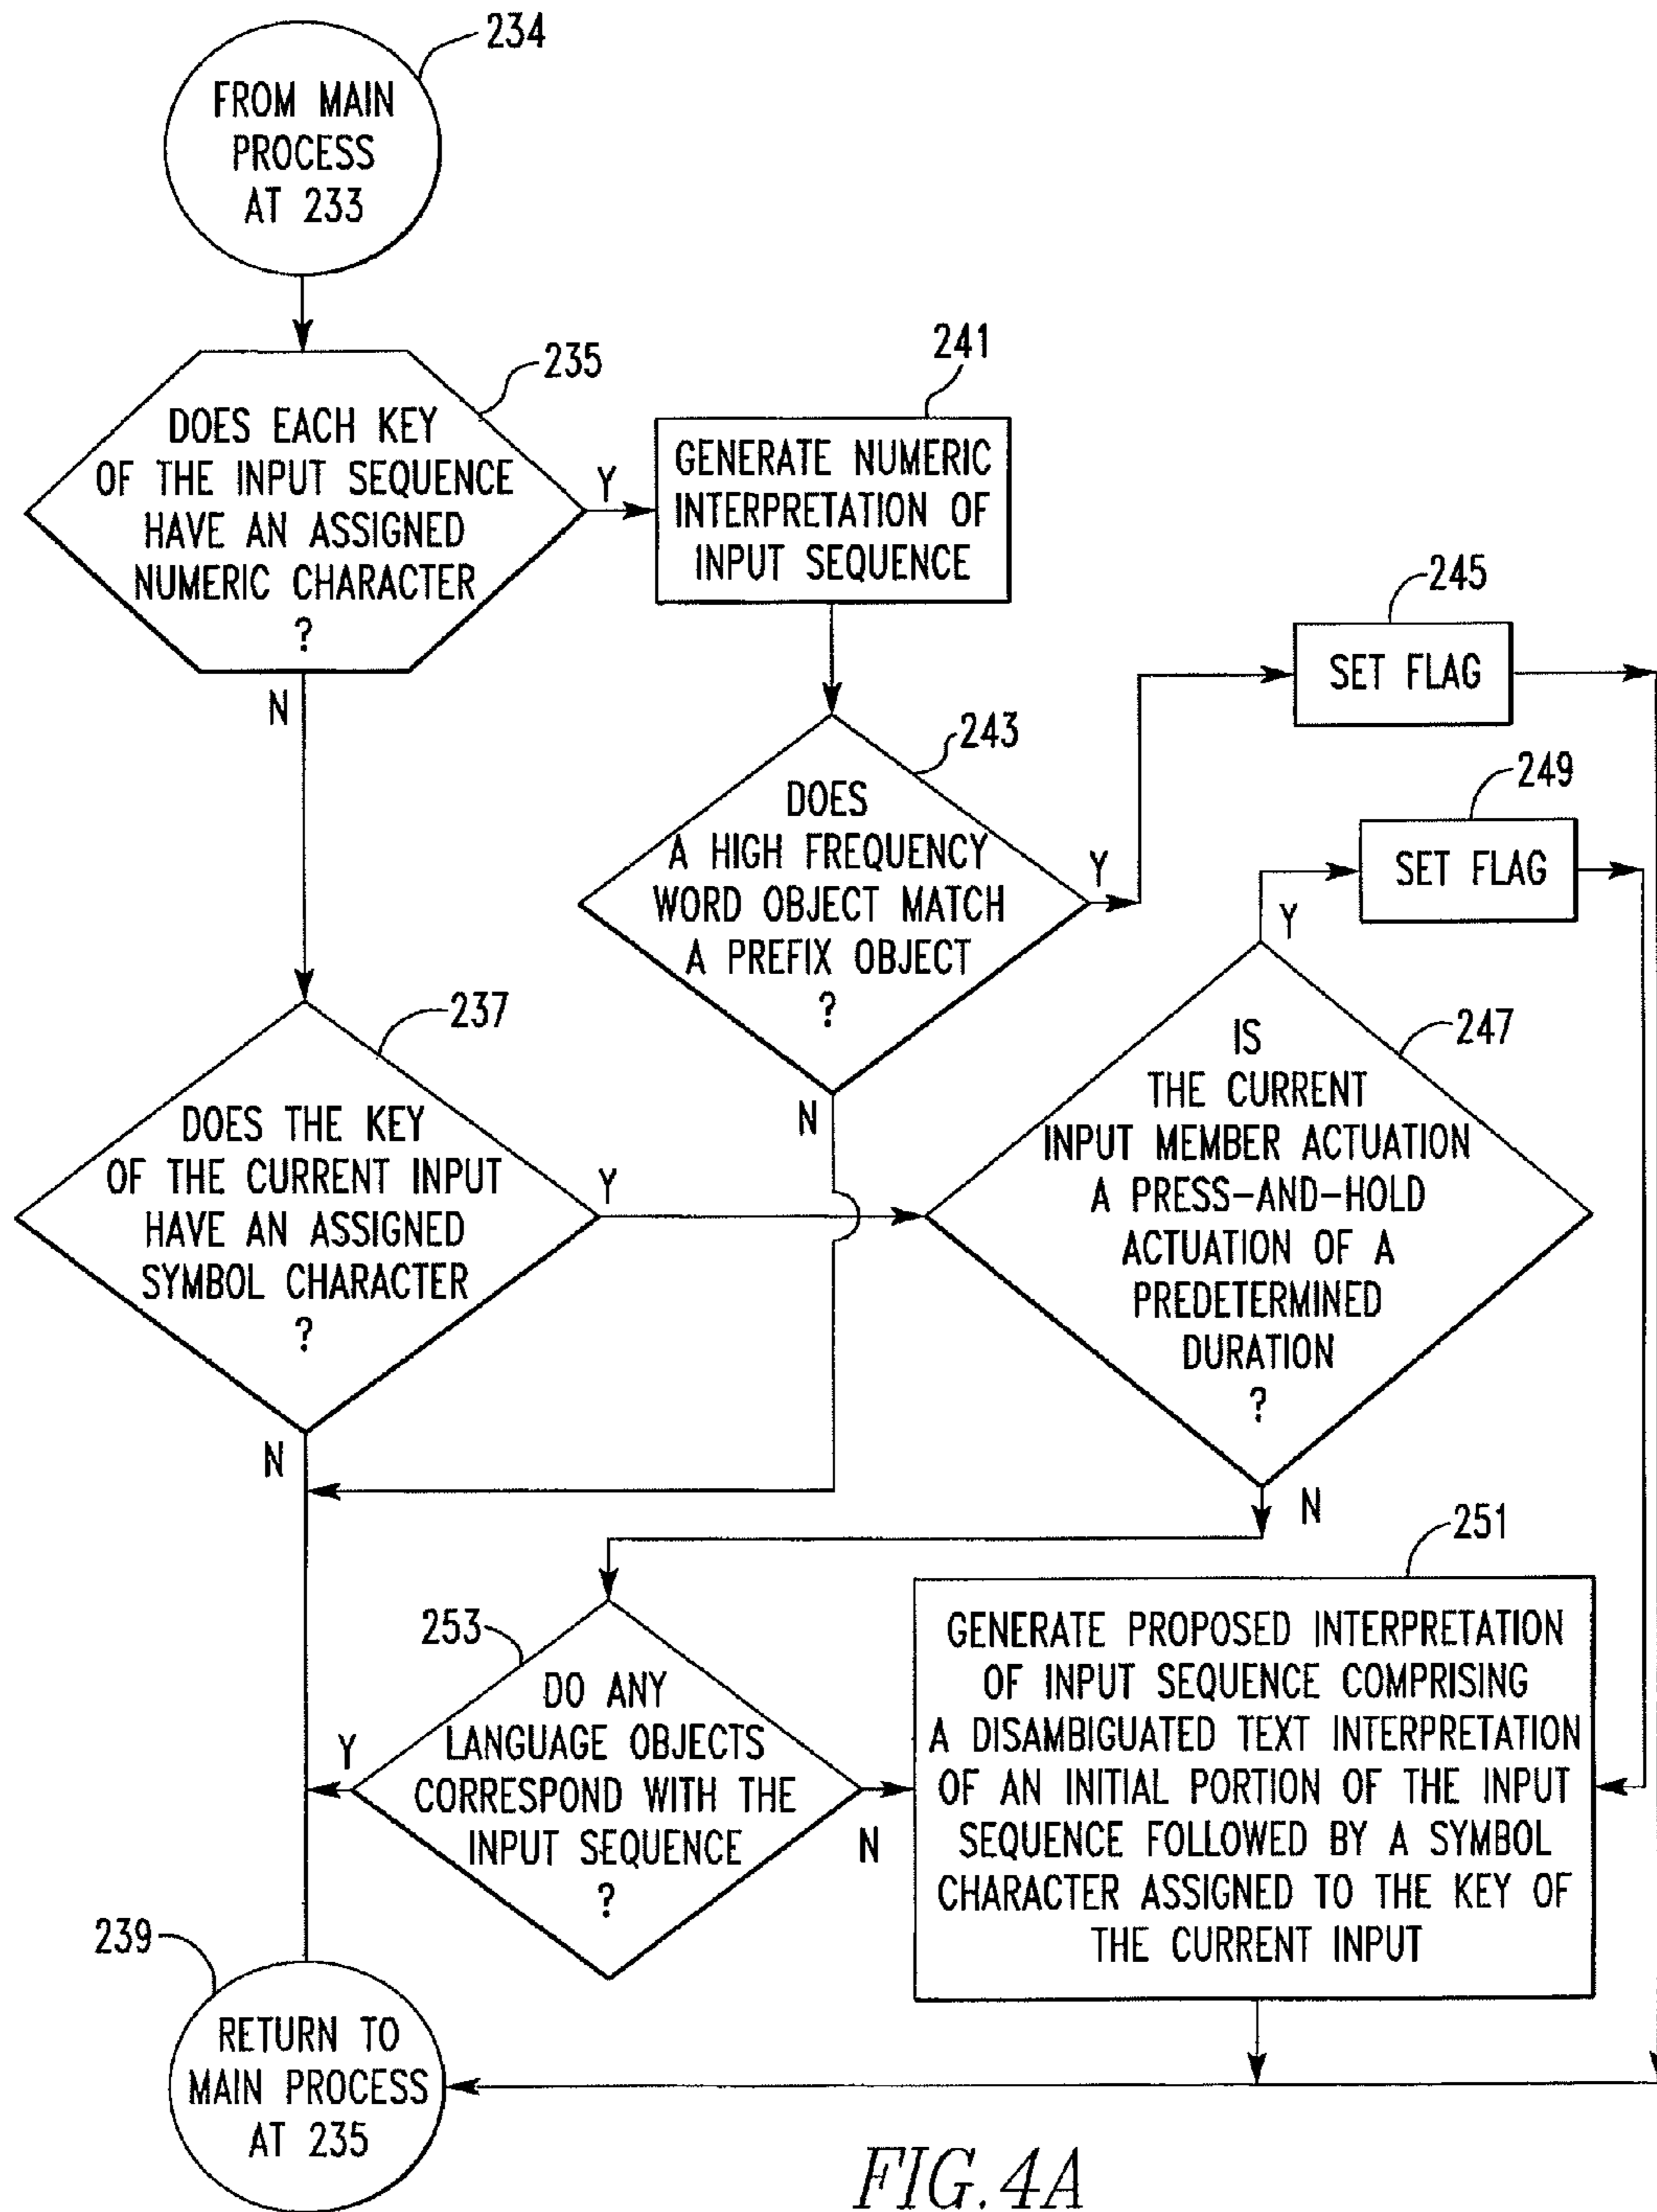 234
FROM MAIN
PROCESS
AT 233
235
DOES EACH KEY
OF THE INPUT SEQUENCE
HAVE AN ASSIGNED
NUMERIC CHARACTER
?
Y
N
241
GENERATE NUMERIC
INTERPRETATION OF
INPUT SEQUENCE
243
DOES
A HIGH FREQUENCY
WORD OBJECT MATCH
A PREFIX OBJECT
?
Y
N
245
SET FLAG
249
SET FLAG
237
DOES THE KEY
OF THE CURRENT INPUT
HAVE AN ASSIGNED
SYMBOL CHARACTER
?
Y
N
247
IS
THE CURRENT
INPUT MEMBER ACTUATION
A PRESS-AND-HOLD
ACTUATION OF A
PREDETERMINED
DURATION
?
Y
N
253
DO ANY
LANGUAGE OBJECTS
CORRESPOND WITH THE
INPUT SEQUENCE
?
Y
N
251
GENERATE PROPOSED INTERPRETATION
OF INPUT SEQUENCE COMPRISING
A DISAMBIGUATED TEXT INTERPRETATION
OF AN INITIAL PORTION OF THE INPUT
SEQUENCE FOLLOWED BY A SYMBOL
CHARACTER ASSIGNED TO THE KEY OF
THE CURRENT INPUT
239
RETURN TO
MAIN PROCESS
AT 235
FIG.4A